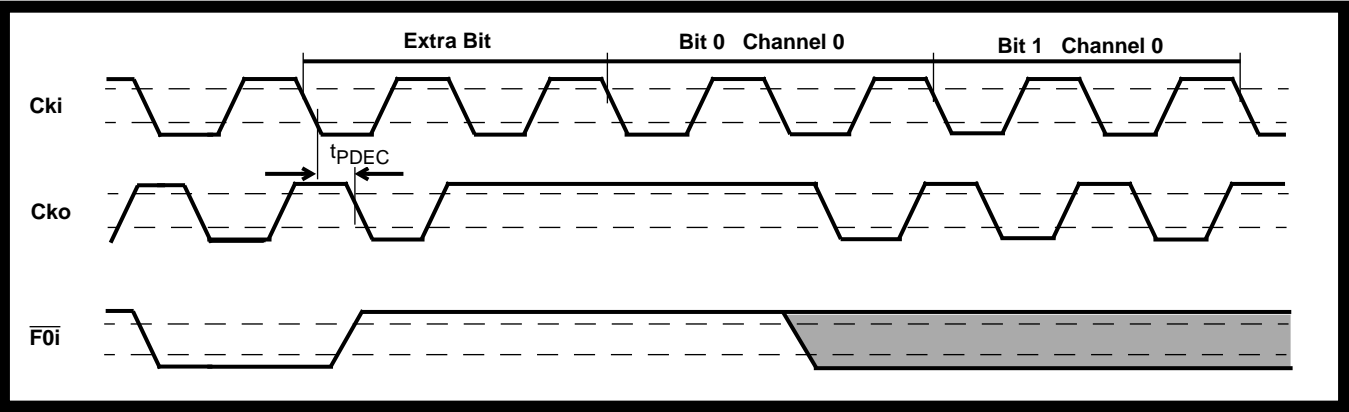 Extra Bit
Bit 0 Channel 0
Bit 1 Channel 0
Cki
tPDEC
Cko
F0i